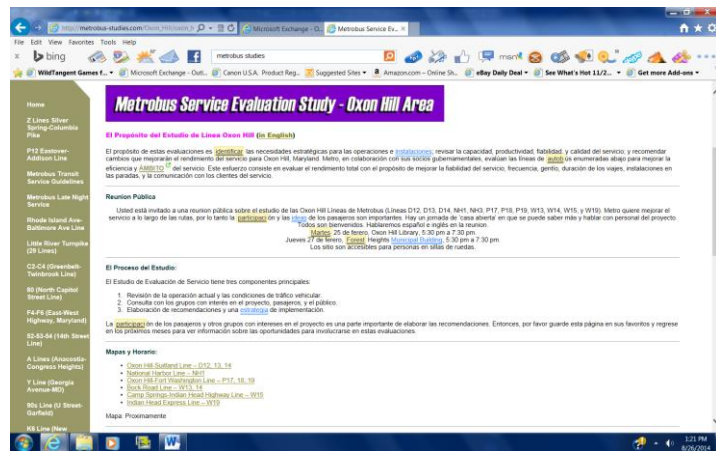 http://metrobus-studies.com/Oxon_Hill/oxon_h
Microsoft Exchange - O...
Metrobus Service Ev...
File Edit View Favorites Tools Help
x bing
metrobus studies
msn
WildTangent Games f...
Microsoft Exchange - Out...
Canon U.S.A. Product Reg...
Suggested Sites
Amazon.com – Online Sh...
eBay Daily Deal
See What's Hot 11/2...
Get more Add-ons
Home
Z Lines Silver
Spring-Columbia
Pike
P12 Eastover-
Addison Line
Metrobus Transit
Service Guidelines
Metrobus Late Night
Service
Rhode Island Ave-
Baltimore Ave Line
Little River Turnpike
(29 Lines)
C2-C4 (Greenbelt-
Twinbrook Line)
80 (North Capitol
Street Line)
F4-F6 (East-West
Highway, Maryland)
52-53-54 (14th Street
Line)
A Lines (Anacostia-
Congress Heights)
Y Line (Georgia
Avenue-MD)
90s Line (U Street-
Garfield)
K6 Line (New
Metrobus Service Evaluation Study - Oxon Hill Area
El Propósito del Estudio de Línea Oxon Hill (in English)
El propósito de estas evaluaciones es identificar las necesidades estratégicas para las operaciones e instalaciones; revisar la capacidad, productividad, fiabilidad, y calidad del servicio; y recomendar
cambios que mejorarán el rendimiento del servicio para Oxon Hill, Maryland. Metro, en colaboración con sus socios gubernamentales, evalúan las líneas de autobús enumeradas abajo para mejorar la
eficiencia y ÁMBITO del servicio. Este esfuerzo consiste en evaluar el rendimiento total con el propósito de mejorar la fiabilidad del servicio, frecuencia, gentío, duración de los viajes, instalaciones en
las paradas, y la comunicación con los clientes del servicio.
Reunion Pública
Usted está invitado a una reunion pública sobre el estudio de las Oxon Hill Líneas de Metrobus (Líneas D12, D13, D14, NH1, NH3, P17, P18, P19, W13, W14, W15, y W19). Metro quiere mejorar el
servicio a lo largo de las rutas, por lo tanto la participación y las ideas de los pasajeros son importantes. Hay un jornada de 'casa abierta' en que se puede saber más y hablar con personal del proyecto.
Todos son bienvenidos. Hablaremos español e inglés en la reunion.
Martes 25 de ferero, Oxon Hill Library, 5:30 pm a 7:30 pm
Jueves 27 de ferero, Forest Heights Municipal Building, 5:30 pm a 7:30 pm
Los sitio son accesibles para personas en sillas de ruedas.
El Proceso del Estudio:
El Estudio de Evaluación de Servicio tiene tres componentes principales.
1. Revisión de la operación actual y las condiciones de tráfico vehicular.
2. Consulta con los grupos con interés en el proyecto, pasajeros, y el público.
3. Elaboración de recomendaciones y una estrategia de implementación.
La participación de los pasajeros y otros grupos con intereses en el proyecto es una parte importante de elaborar las recomendaciones. Entonces, por favor guarde esta página en sus favoritos y regrese
en los próximos meses para ver información sobre las oportunidades para involucrarse en estas evaluaciones.
Mapas y Horario:
Oxon Hill-Suitland Line – D12, 13, 14
National Harbor Line – NH1
Oxon Hill-Fort Washington Line – P17, 18, 19
Bock Road Line – W13, 14
Camp Springs-Indian Head Highway Line – W15
Indian Head Express Line – W19
Mapa: Proximamente
1:21 PM
8/26/2014